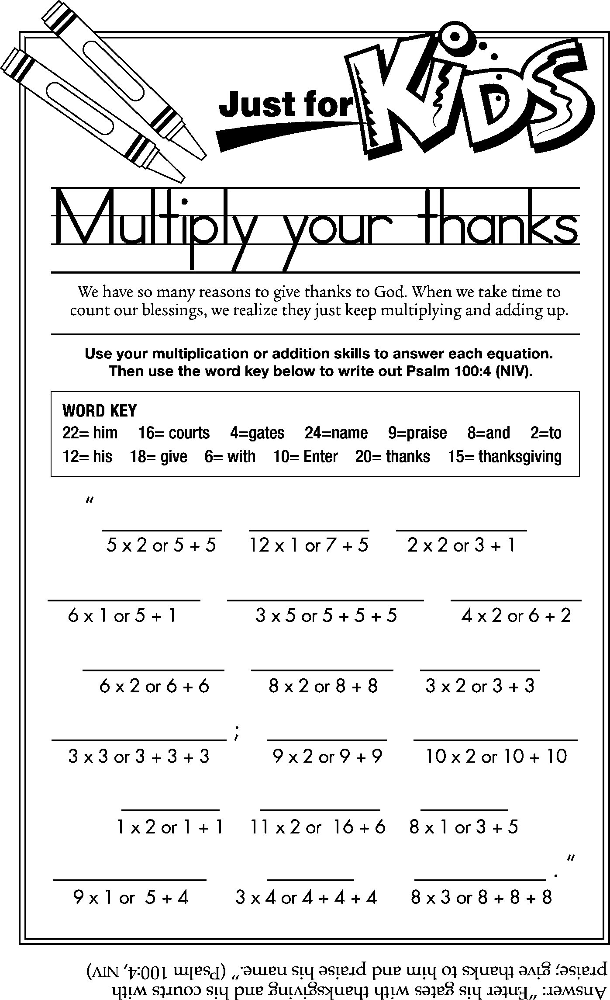 Just for KiDS
Multiply your thanks
We have so many reasons to give thanks to God. When we take time to
count our blessings, we realize they just keep multiplying and adding up.
Use your multiplication or addition skills to answer each equation.
Then use the word key below to write out Psalm 100:4 (NIV).
WORD KEY
22= him 16= courts 4=gates 24=name 9=praise 8=and 2=to
12= his 18= give 6= with 10= Enter 20= thanks 15= thanksgiving
“
5 x 2 or 5 + 5 12 x 1 or 7 + 5 2 x 2 or 3 + 1
6 x 1 or 5 + 1 3 x 5 or 5 + 5 + 5 4 x 2 or 6 + 2
6 x 2 or 6 + 6 8 x 2 or 8 + 8 3 x 2 or 3 + 3
;
3 x 3 or 3 + 3 + 3 9 x 2 or 9 + 9 10 x 2 or 10 + 10
1 x 2 or 1 + 1 11 x 2 or 16 + 6 8 x 1 or 3 + 5
.”
9 x 1 or 5 + 4 3 x 4 or 4 + 4 + 4 8 x 3 or 8 + 8 + 8
Answer: “Enter his gates with thanksgiving and his courts with
praise; give thanks to him and praise his name.” (Psalm 100:4, NIV)